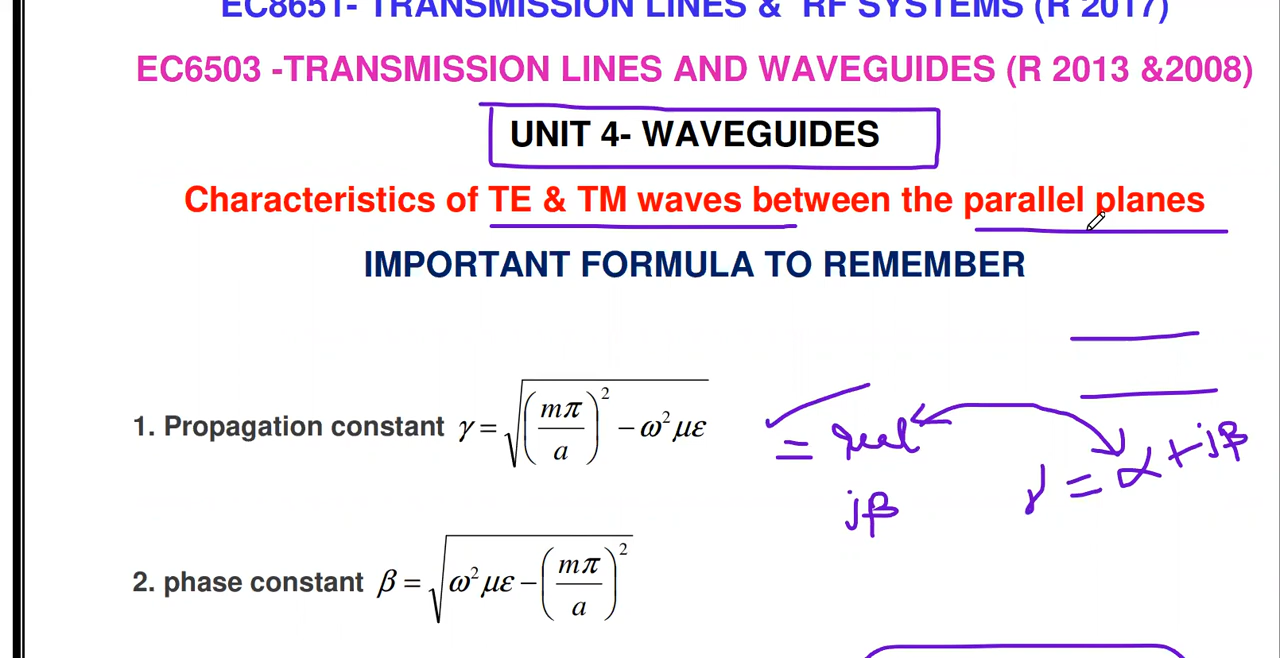 EC8651- TRANSMISSION LINES & RF SYSTEMS (R 2017)
EC6503 -TRANSMISSION LINES AND WAVEGUIDES (R 2013 &2008)
UNIT 4- WAVEGUIDES
Characteristics of TE & TM waves between the parallel planes
IMPORTANT FORMULA TO REMEMBER
1. Propagation constant γ = √((mπ/a)² − ω²με) = real
jβ
γ = α + jβ
2. phase constant β = √(ω²με − (mπ/a)²)